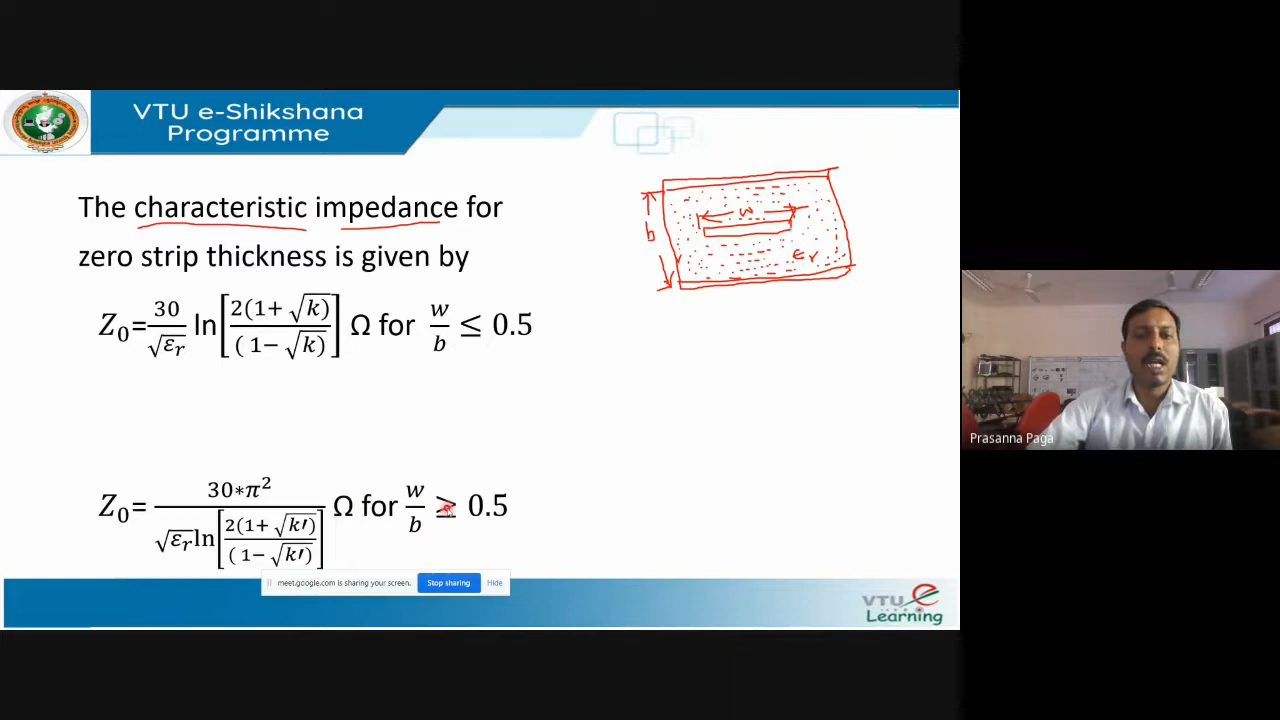 VTU e-Shikshana
Programme
The characteristic impedance for
zero strip thickness is given by
Z₀=30/√εᵣ ln[2(1+ √(k)/( 1− √(k)] Ω for w/b ≤ 0.5
w
b
εr
Z₀= 30∗π²/√εᵣln[2(1+ √(k′)/( 1− √(k′)] Ω for w/b ≥ 0.5
meet.google.com is sharing your screen. Stop sharing Hide
VTU e
Learning
Prasanna Paga